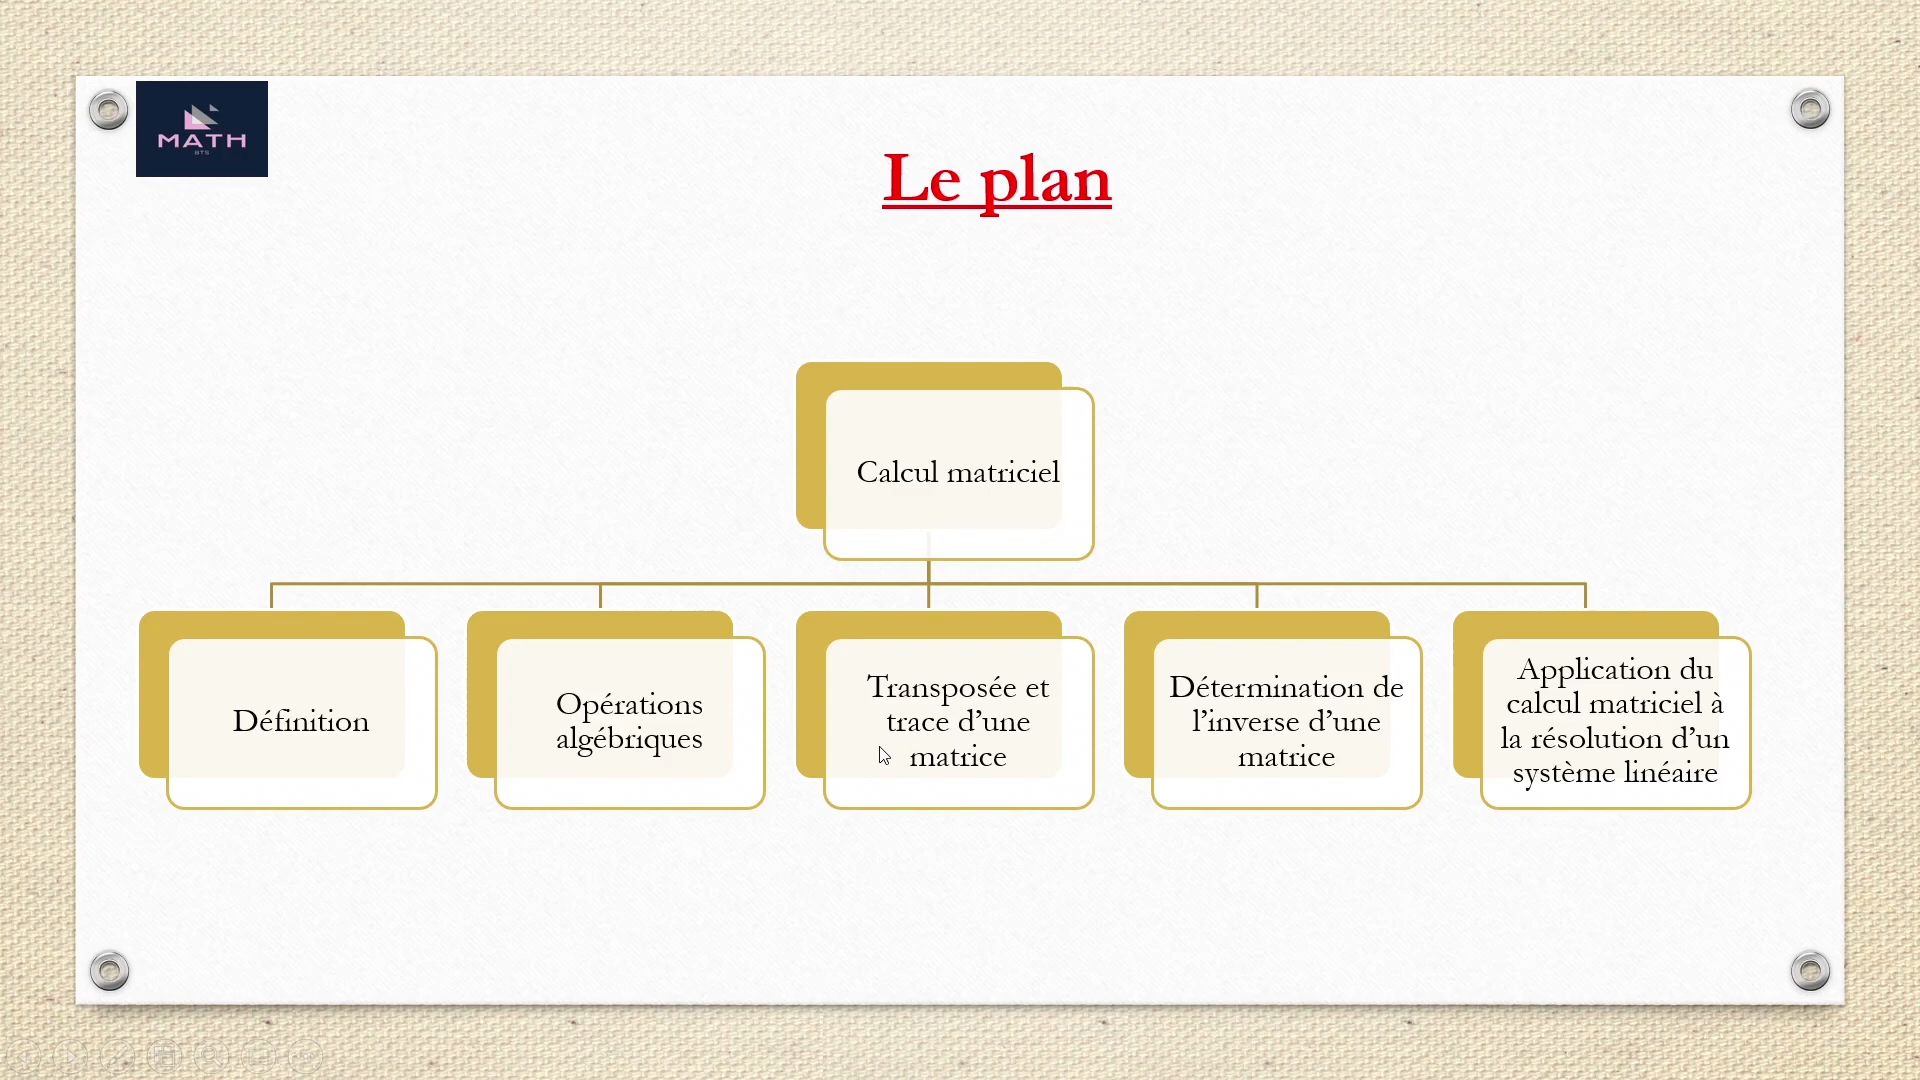 MATH
BTS
Le plan
Calcul matriciel
Définition
Opérations
algébriques
Transposée et
trace d’une
matrice
Détermination de
l’inverse d’une
matrice
Application du
calcul matriciel à
la résolution d’un
système linéaire